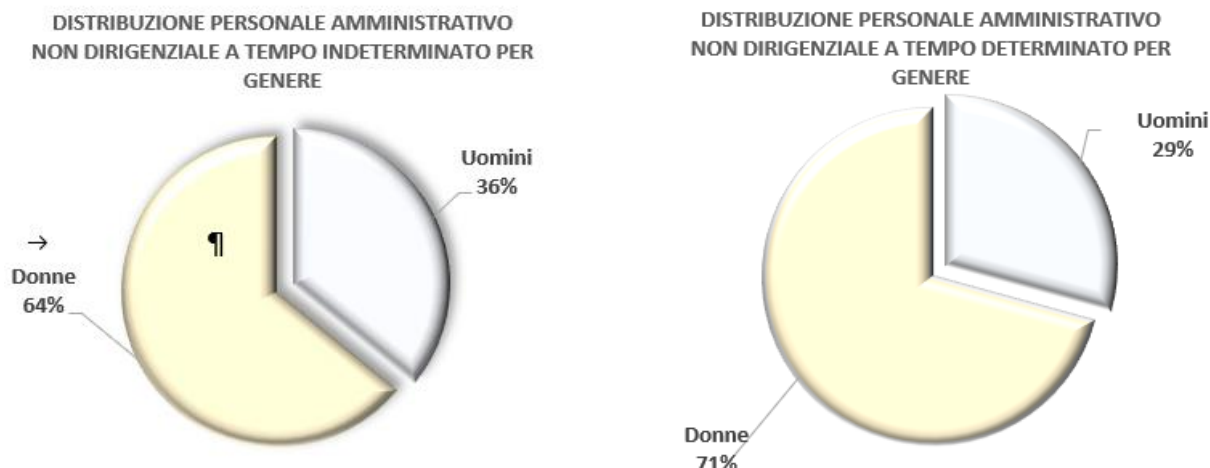 DISTRIBUZIONE PERSONALE AMMINISTRATIVO
NON DIRIGENZIALE A TEMPO INDETERMINATO PER
GENERE
Uomini
36%
→
¶
Donne
64%
DISTRIBUZIONE PERSONALE AMMINISTRATIVO
NON DIRIGENZIALE A TEMPO DETERMINATO PER
GENERE
Uomini
29%
Donne
71%